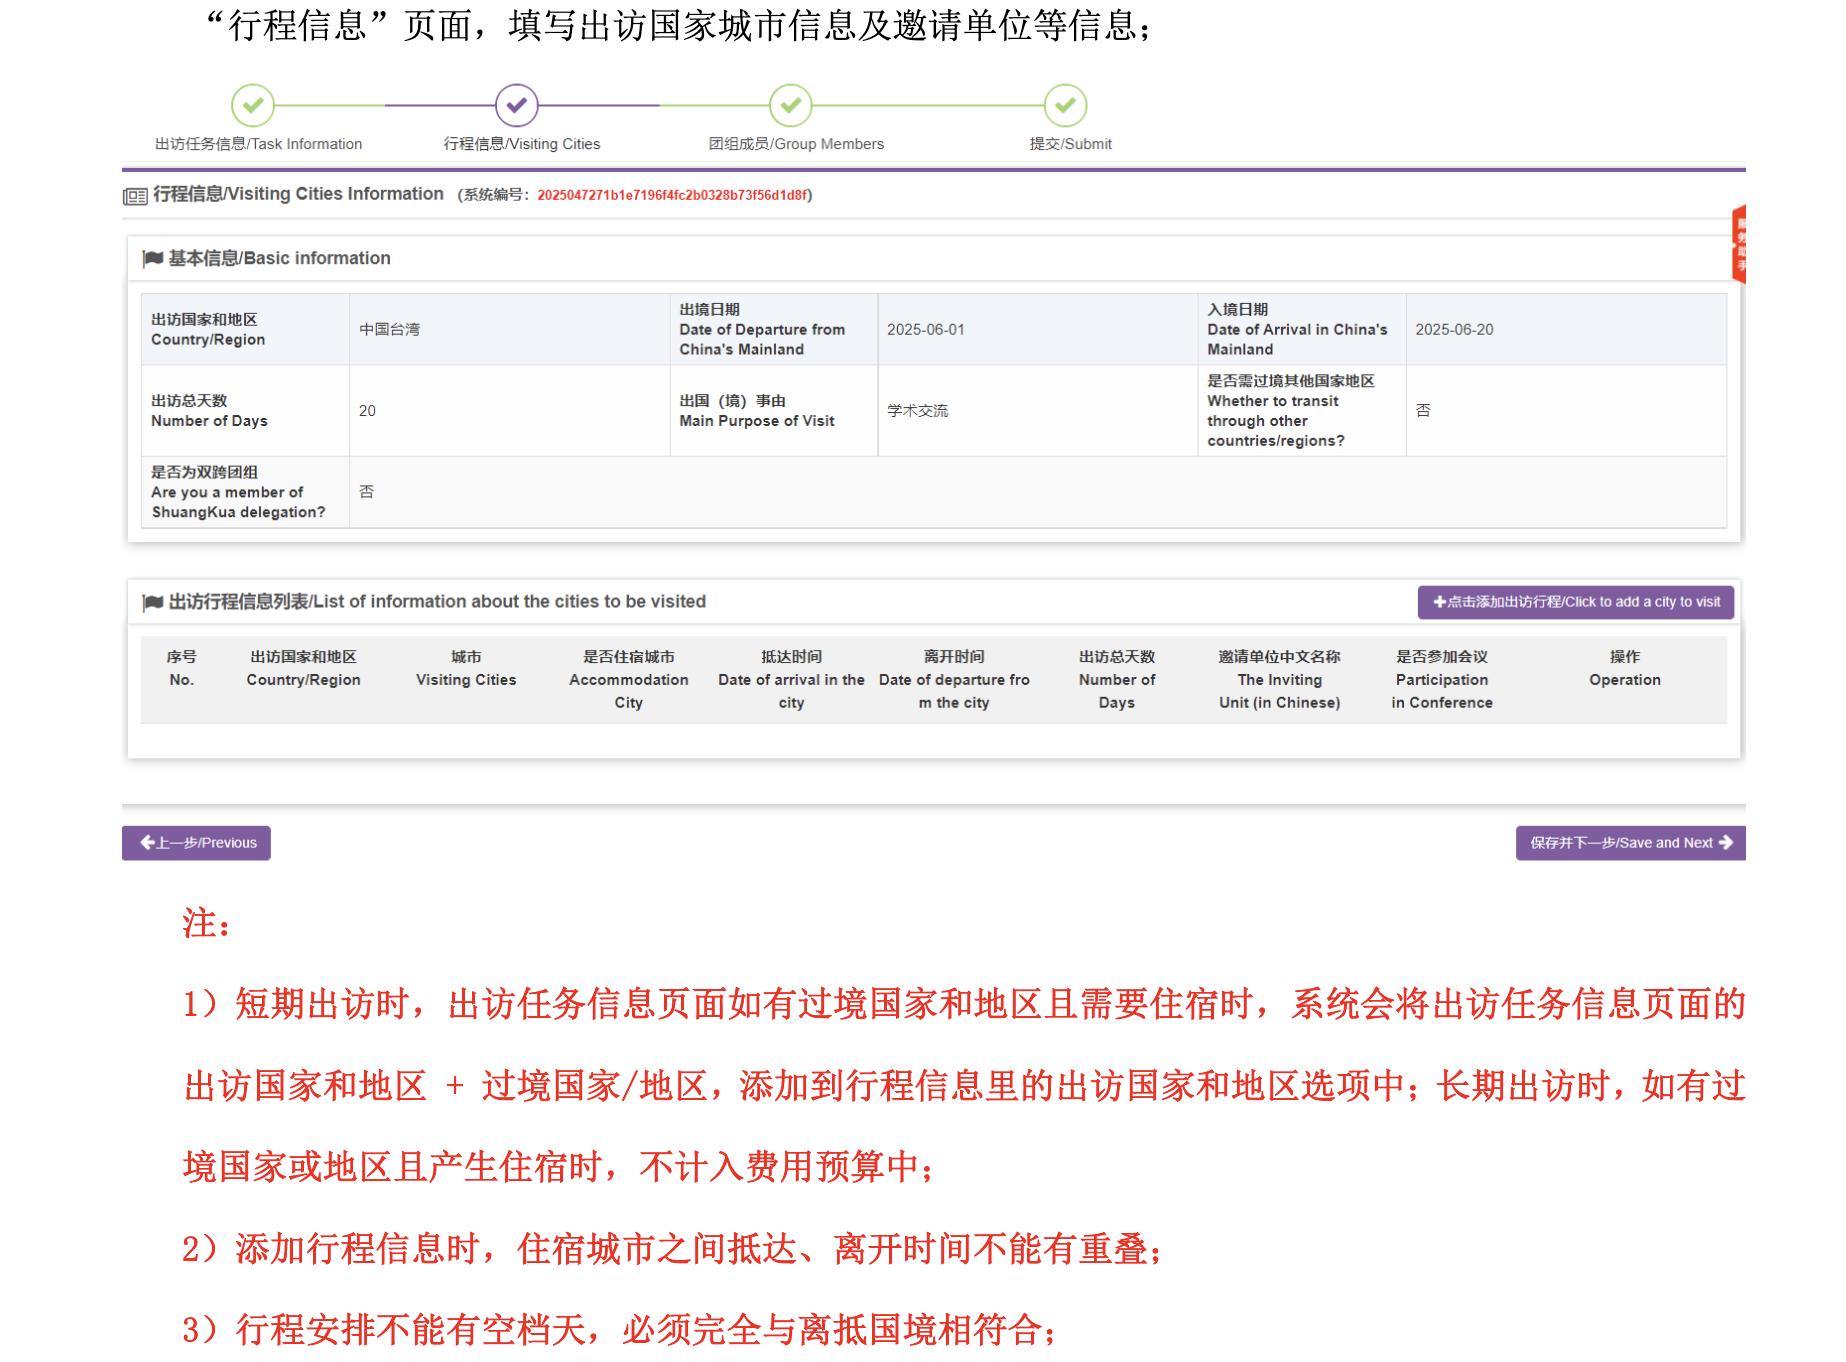 “行程信息”页面，填写出访国家城市信息及邀请单位等信息；
出访任务信息/Task Information
行程信息/Visiting Cities
团组成员/Group Members
提交/Submit
行程信息/Visiting Cities Information （系统编号：2025047271b1e7196f4fc2b0328b73f56d1d8f）
服务助手
基本信息/Basic information
出访国家和地区
Country/Region
中国台湾
出境日期
Date of Departure from
China's Mainland
2025-06-01
入境日期
Date of Arrival in China's
Mainland
2025-06-20
出访总天数
Number of Days
20
出国（境）事由
Main Purpose of Visit
学术交流
是否需过境其他国家地区
Whether to transit
through other
countries/regions?
否
是否为双跨团组
Are you a member of
ShuangKua delegation?
否
出访行程信息列表/List of information about the cities to be visited
点击添加出访行程/Click to add a city to visit
序号
No.
出访国家和地区
Country/Region
城市
Visiting Cities
是否住宿城市
Accommodation
City
抵达时间
Date of arrival in the
city
离开时间
Date of departure fro
m the city
出访总天数
Number of
Days
邀请单位中文名称
The Inviting
Unit (in Chinese)
是否参加会议
Participation
in Conference
操作
Operation
上一步/Previous
保存并下一步/Save and Next
注：
1）短期出访时，出访任务信息页面如有过境国家和地区且需要住宿时，系统会将出访任务信息页面的
出访国家和地区 + 过境国家/地区，添加到行程信息里的出访国家和地区选项中；长期出访时，如有过
境国家或地区且产生住宿时，不计入费用预算中；
2）添加行程信息时，住宿城市之间抵达、离开时间不能有重叠；
3）行程安排不能有空档天，必须完全与离抵国境相符合；